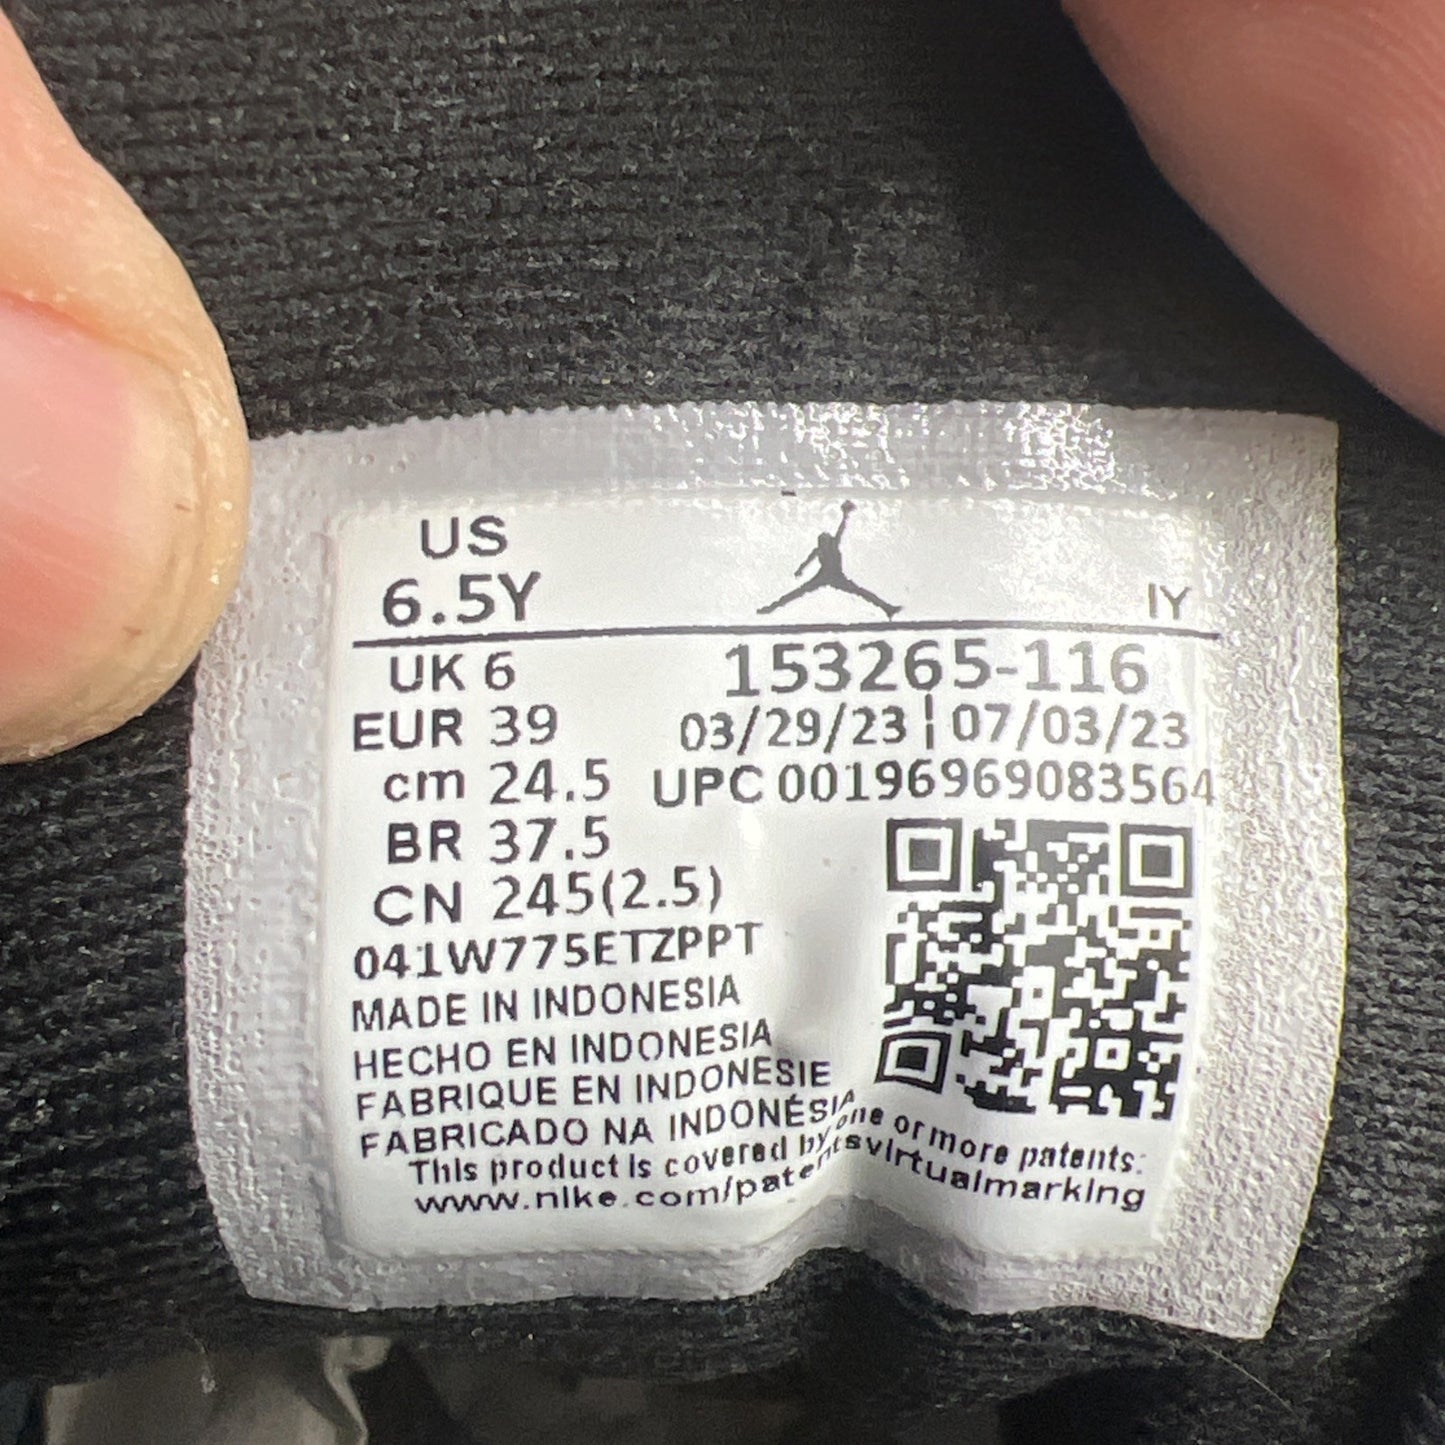 US
6.5Y
IY
UK 6
153265-116
EUR 39
03/29/23 | 07/03/23
cm 24.5
UPC 00196969083564
BR 37.5
CN 245(2.5)
041W775ETZPPT
MADE IN INDONESIA
HECHO EN INDONESIA
FABRIQUE EN INDONESIE
FABRICADO NA INDONÉSIA
This product is covered by one or more patents:
www.nike.com/patentsvirtualmarking